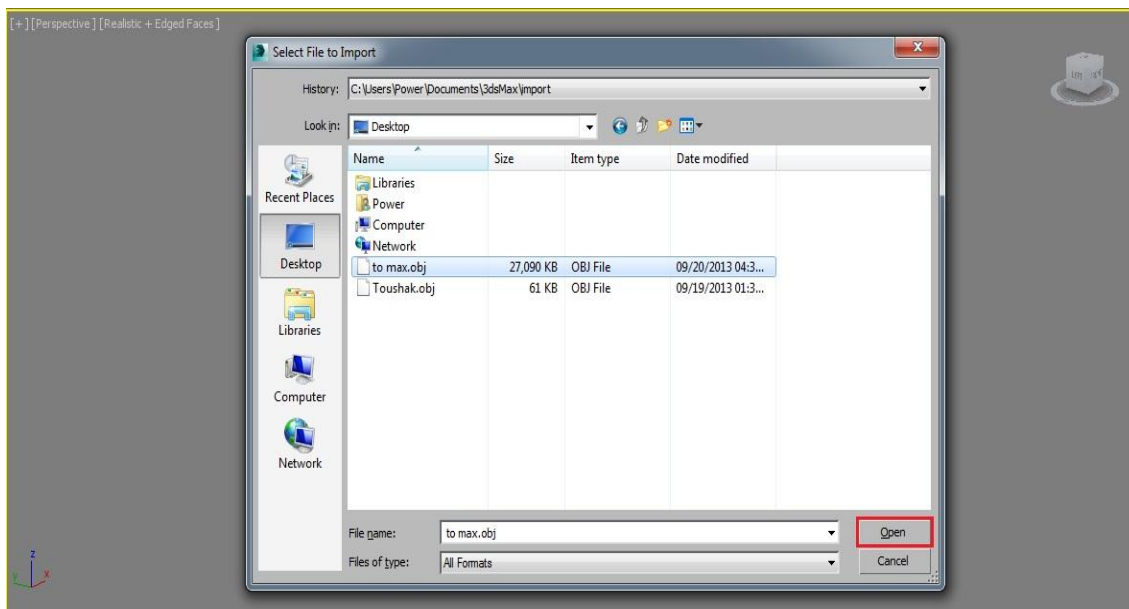 [+][Perspective][Realistic + Edged Faces]
Select File to Import
History: C:\Users\Power\Documents\3dsMax\import
Look in: Desktop
Name Size Item type Date modified
Libraries
Power
Computer
Network
to max.obj 27,090 KB OBJ File 09/20/2013 04:3...
Toushak.obj 61 KB OBJ File 09/19/2013 01:3...
Recent Places
Desktop
Libraries
Computer
Network
File name: to max.obj Open
Files of type: All Formats Cancel
z
y x